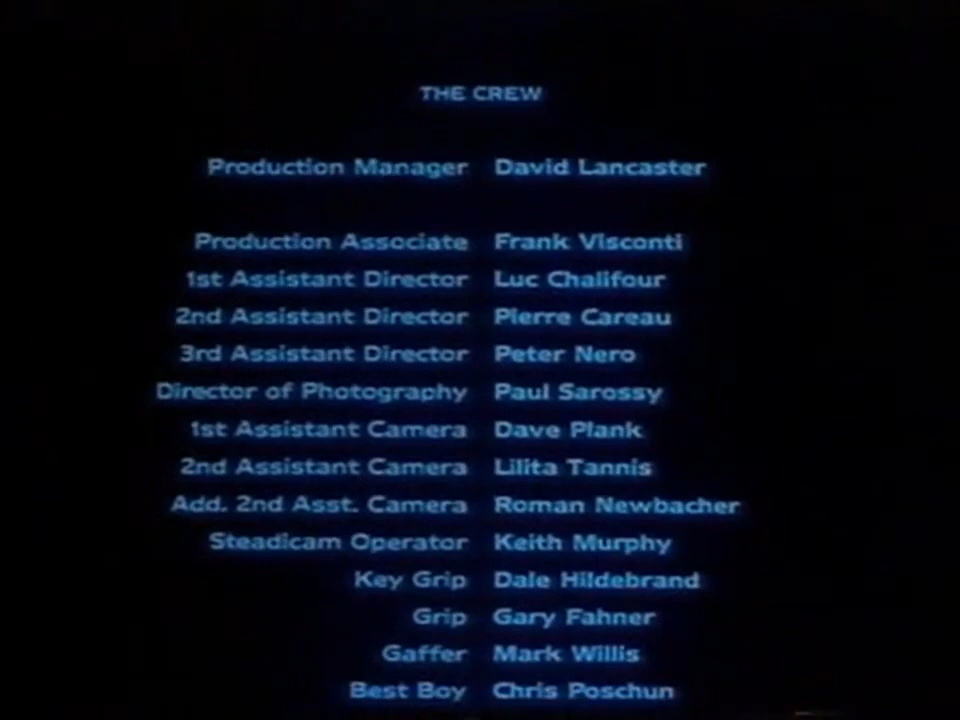 THE CREW
Production Manager David Lancaster
Production Associate Frank Visconti
1st Assistant Director Luc Chalifour
2nd Assistant Director Pierre Careau
3rd Assistant Director Peter Nero
Director of Photography Paul Sarossy
1st Assistant Camera Dave Plank
2nd Assistant Camera Lilita Tannis
Add. 2nd Asst. Camera Roman Newbacher
Steadicam Operator Keith Murphy
Key Grip Dale Hildebrand
Grip Gary Fahner
Gaffer Mark Willis
Best Boy Chris Poschun